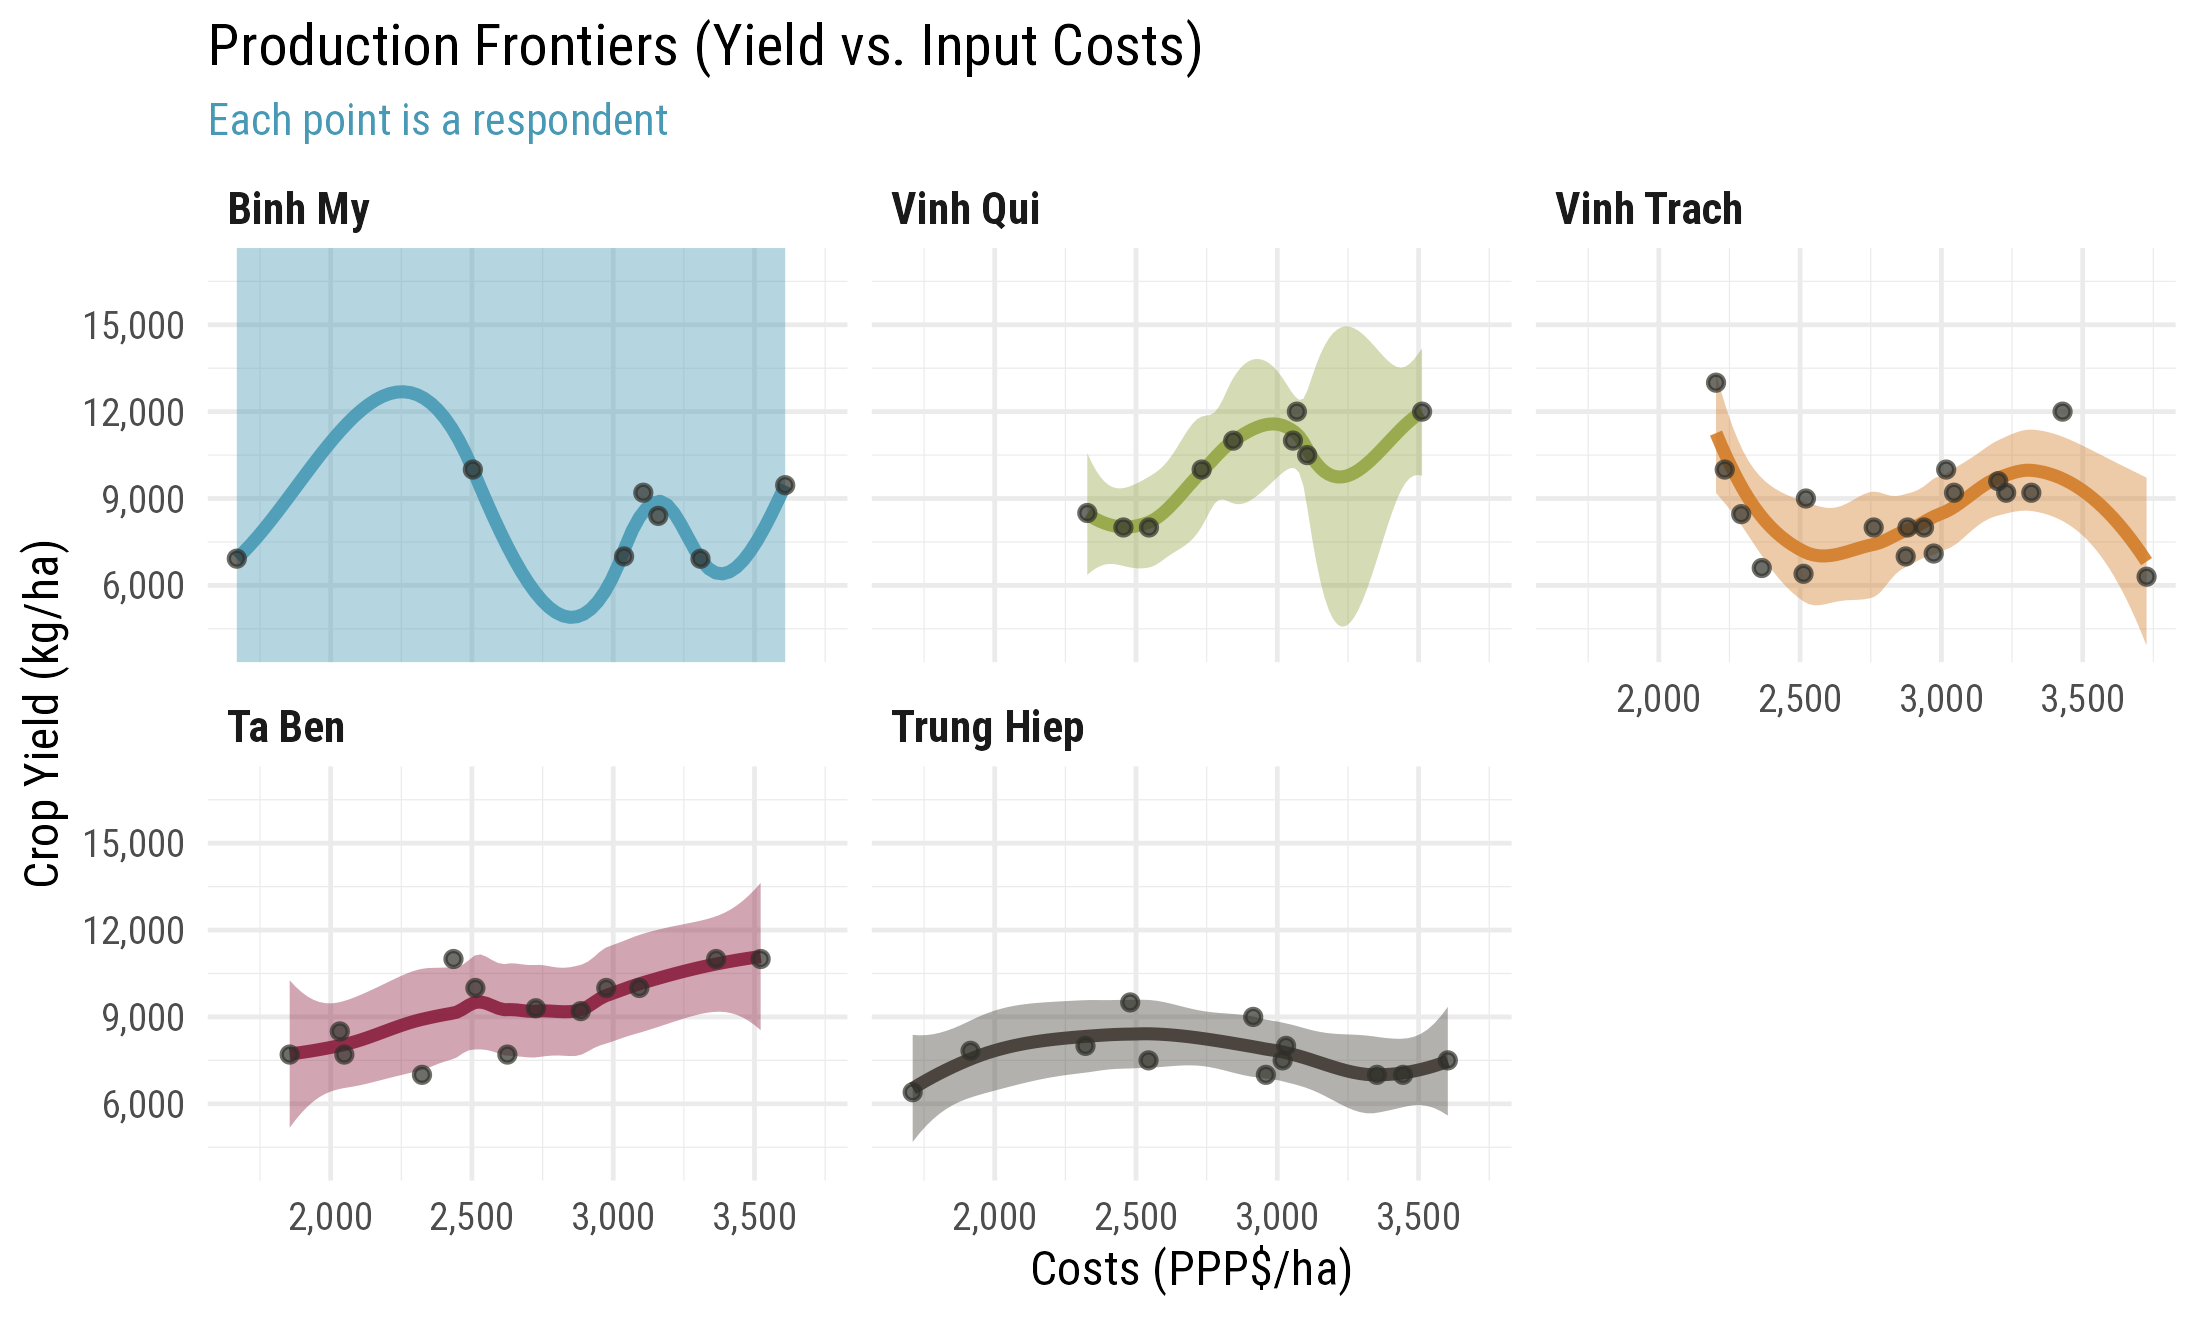 Production Frontiers (Yield vs. Input Costs)
Each point is a respondent
Binh My
Vinh Qui
Vinh Trach
15,000
12,000
9,000
6,000
2,000 2,500 3,000 3,500
Crop Yield (kg/ha)
Ta Ben
Trung Hiep
15,000
12,000
9,000
6,000
2,000 2,500 3,000 3,500
2,000 2,500 3,000 3,500
Costs (PPP$/ha)